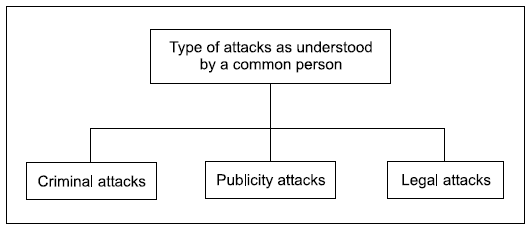 Type of attacks as understood
by a common person
Criminal attacks
Publicity attacks
Legal attacks